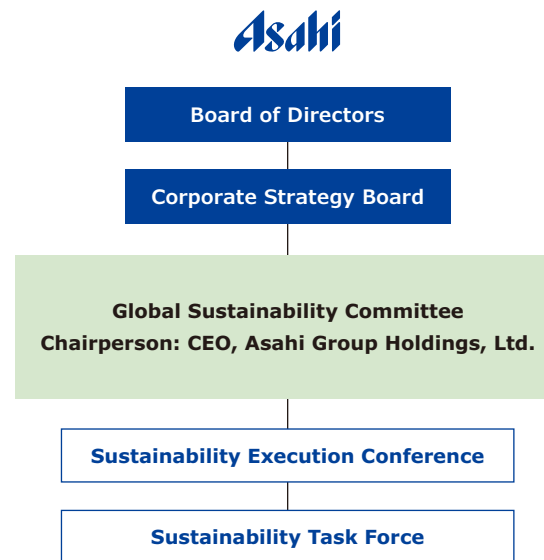 Asahi
Board of Directors
Corporate Strategy Board
Global Sustainability Committee
Chairperson: CEO, Asahi Group Holdings, Ltd.
Sustainability Execution Conference
Sustainability Task Force